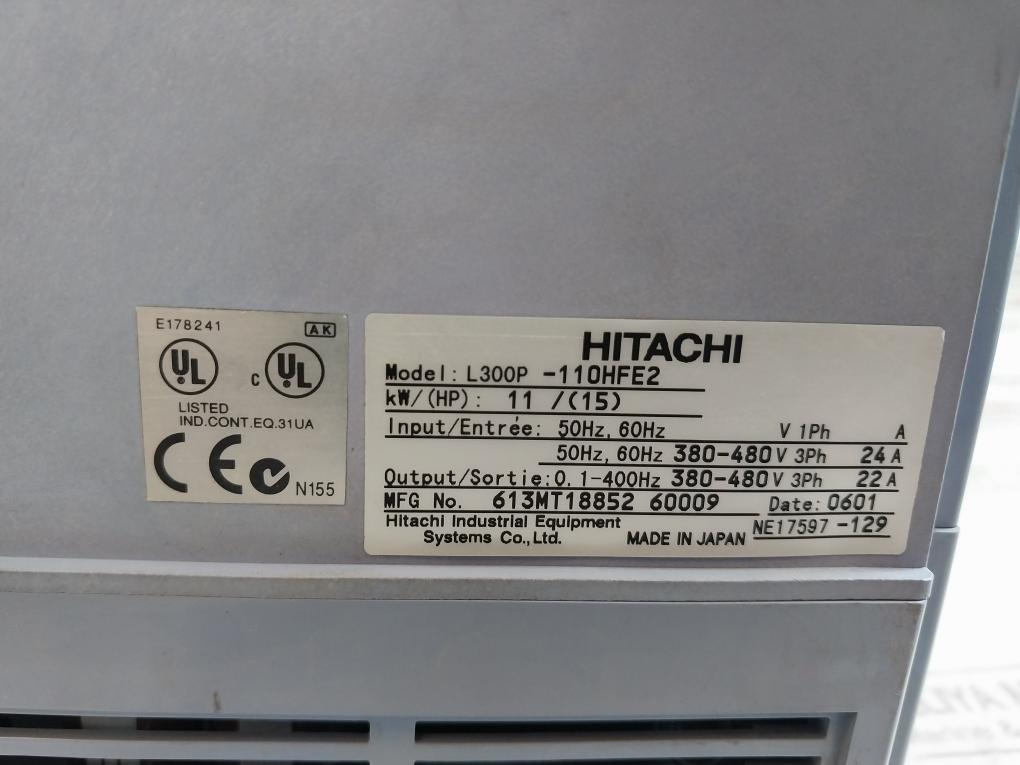 E178241
AK
UL
C UL
LISTED
IND.CONT.EQ.31UA
CE N155
HITACHI
Model: L300P -110HFE2
kW/(HP): 11 /(15)
Input/Entrée: 50Hz, 60Hz V 1Ph A
50Hz, 60Hz 380-480 V 3Ph 24 A
Output/Sortie: 0.1-400Hz 380-480 V 3Ph 22 A
MFG No. 613MT18852 60009 Date: 0601
Hitachi Industrial Equipment
Systems Co., Ltd.
MADE IN JAPAN
NE17597 -129